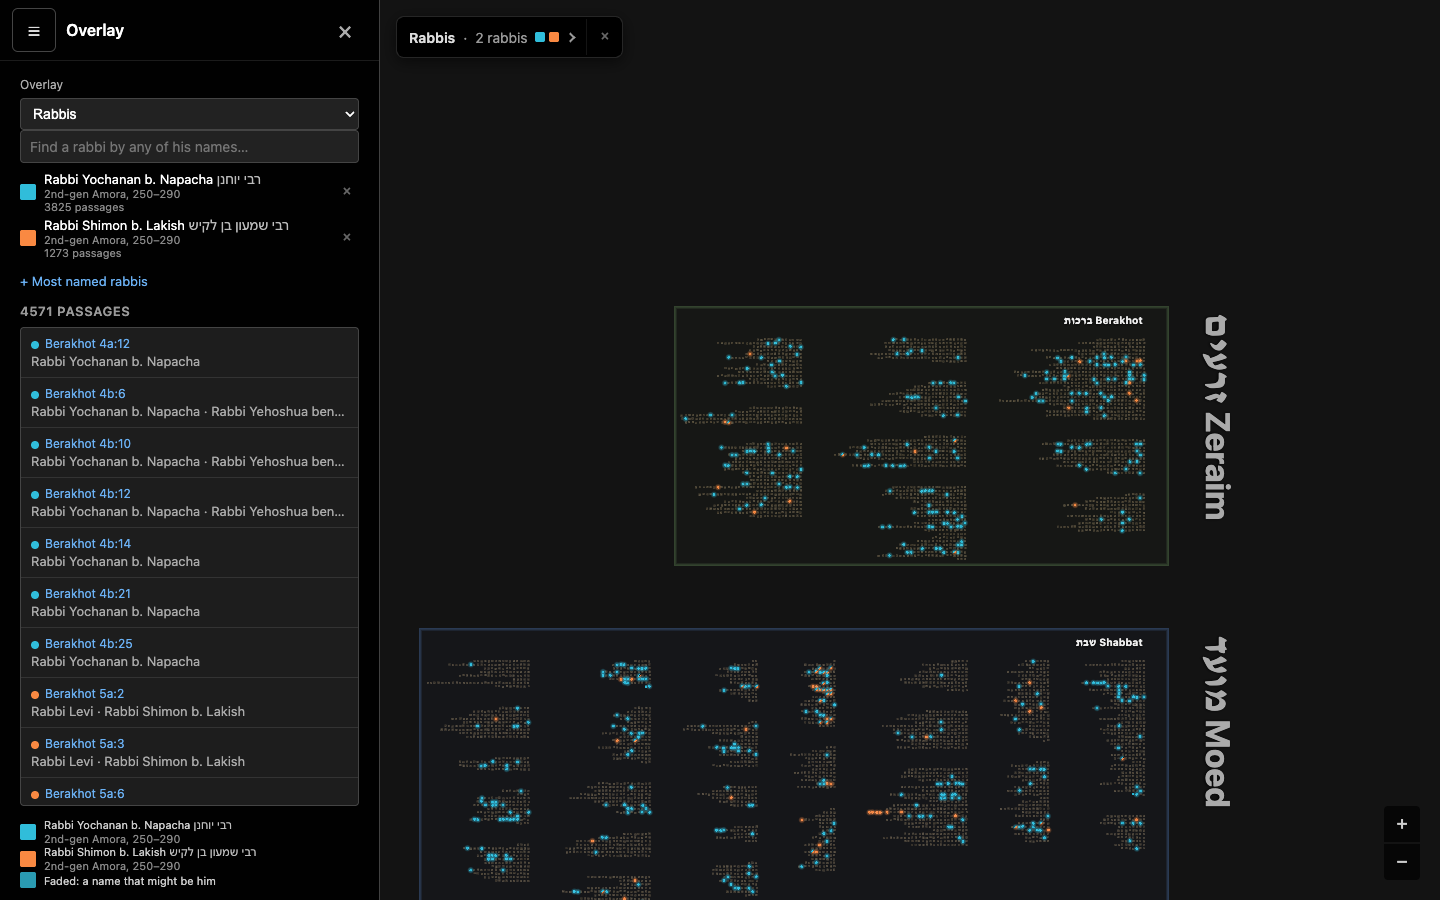 Overlay
Overlay
Rabbis
Find a rabbi by any of his names...
Rabbi Yochanan b. Napacha רבי יוחנן
2nd-gen Amora, 250–290
3825 passages
Rabbi Shimon b. Lakish רבי שמעון בן לקיש
2nd-gen Amora, 250–290
1273 passages
+ Most named rabbis
4571 PASSAGES
Berakhot 4a:12
Rabbi Yochanan b. Napacha
Berakhot 4b:6
Rabbi Yochanan b. Napacha · Rabbi Yehoshua ben...
Berakhot 4b:10
Rabbi Yochanan b. Napacha · Rabbi Yehoshua ben...
Berakhot 4b:12
Rabbi Yochanan b. Napacha · Rabbi Yehoshua ben...
Berakhot 4b:14
Rabbi Yochanan b. Napacha
Berakhot 4b:21
Rabbi Yochanan b. Napacha
Berakhot 4b:25
Rabbi Yochanan b. Napacha
Berakhot 5a:2
Rabbi Levi · Rabbi Shimon b. Lakish
Berakhot 5a:3
Rabbi Levi · Rabbi Shimon b. Lakish
Berakhot 5a:6
Rabbi Yochanan b. Napacha רבי יוחנן
2nd-gen Amora, 250–290
Rabbi Shimon b. Lakish רבי שמעון בן לקיש
2nd-gen Amora, 250–290
Faded: a name that might be him
Rabbis · 2 rabbis
ברכות Berakhot
זרעים Zeraim
שבת Shabbat
מועד Moed